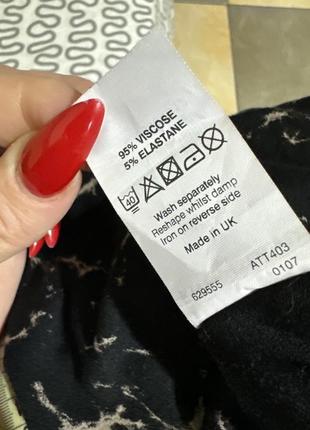 95% VISCOSE
5% ELASTANE
40
Wash separately
Reshape whilst damp
Iron on reverse side
Made in UK
ATT403
629555 0107